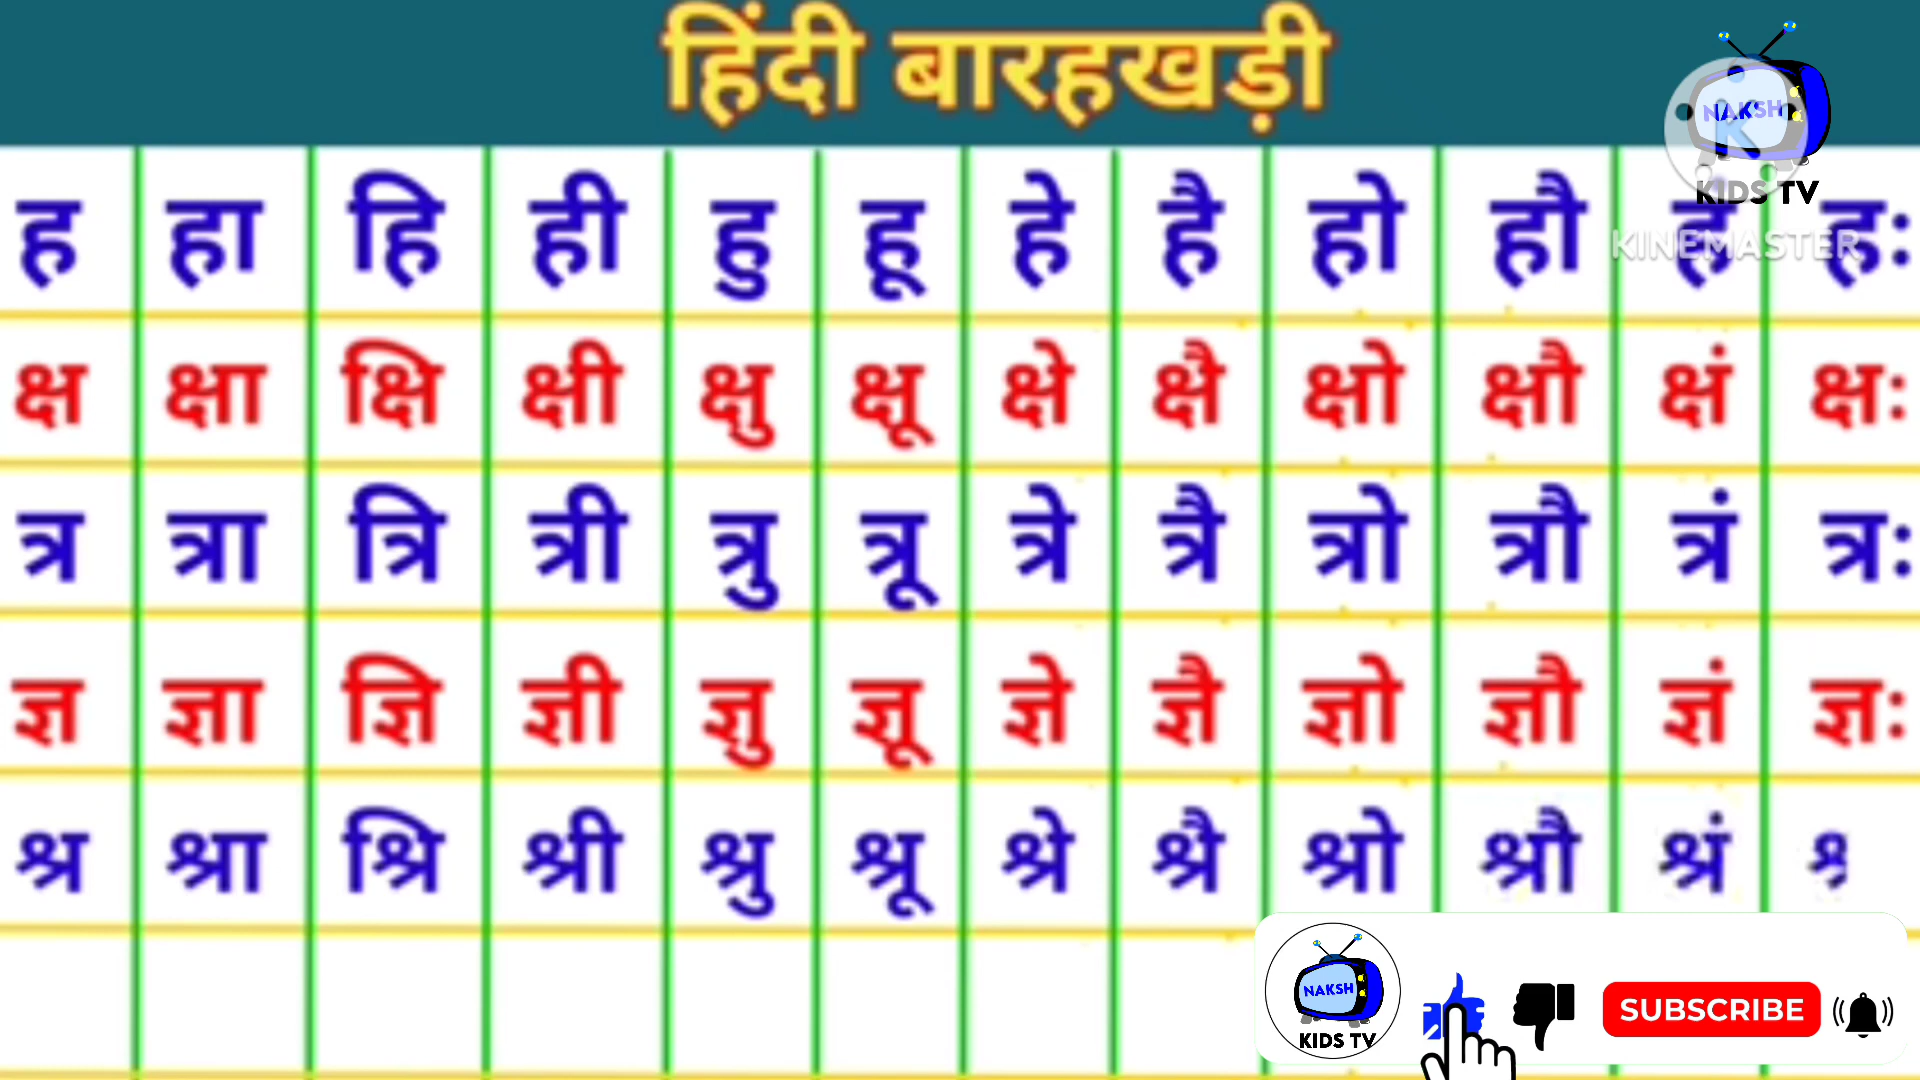 हिंदी बारहखड़ी
NAKSH
KIDS TV
KINEMASTER
ह हा हि ही हु हू हे है हो हौ हं हः
क्ष क्षा क्षि क्षी क्षु क्षू क्षे क्षै क्षो क्षौ क्षं क्षः
त्र त्रा त्रि त्री त्रु त्रू त्रे त्रै त्रो त्रौ त्रं त्रः
ज्ञ ज्ञा ज्ञि ज्ञी ज्ञु ज्ञू ज्ञे ज्ञै ज्ञो ज्ञौ ज्ञं ज्ञः
श्र श्रा श्रि श्री श्रु श्रू श्रे श्रै श्रो श्रौ श्रं
NAKSH
KIDS TV
SUBSCRIBE